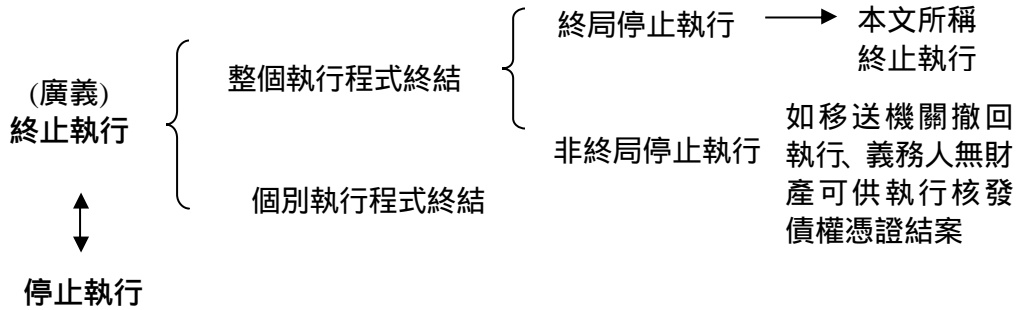 (廣義)
終止執行
整個執行程式終結
個別執行程式終結
終局停止執行
本文所稱
終止執行
非終局停止執行
如移送機關撤回
執行、義務人無財
產可供執行核發
債權憑證結案
停止執行